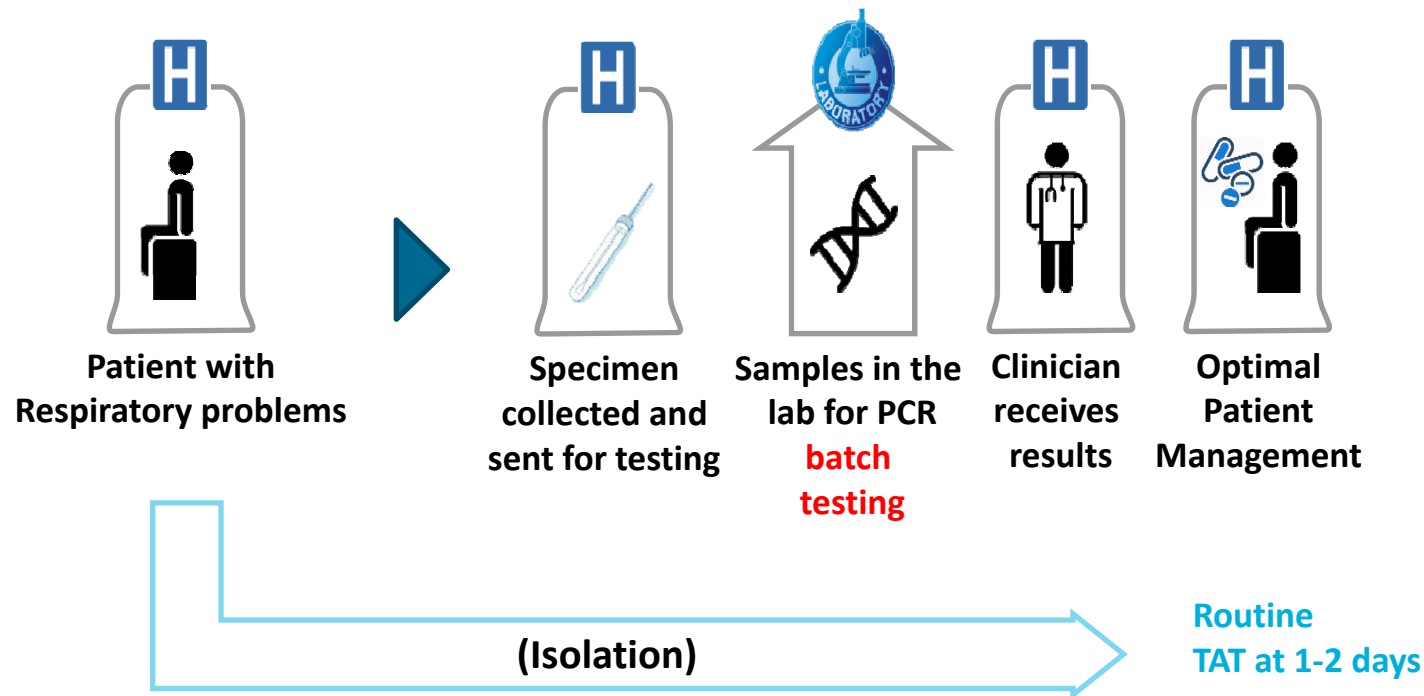 H
H
LABORATORY
H
H
Patient with
Respiratory problems
Specimen
collected and
sent for testing
Samples in the
lab for PCR
batch
testing
Clinician
receives
results
Optimal
Patient
Management
(Isolation)
Routine
TAT at 1-2 days